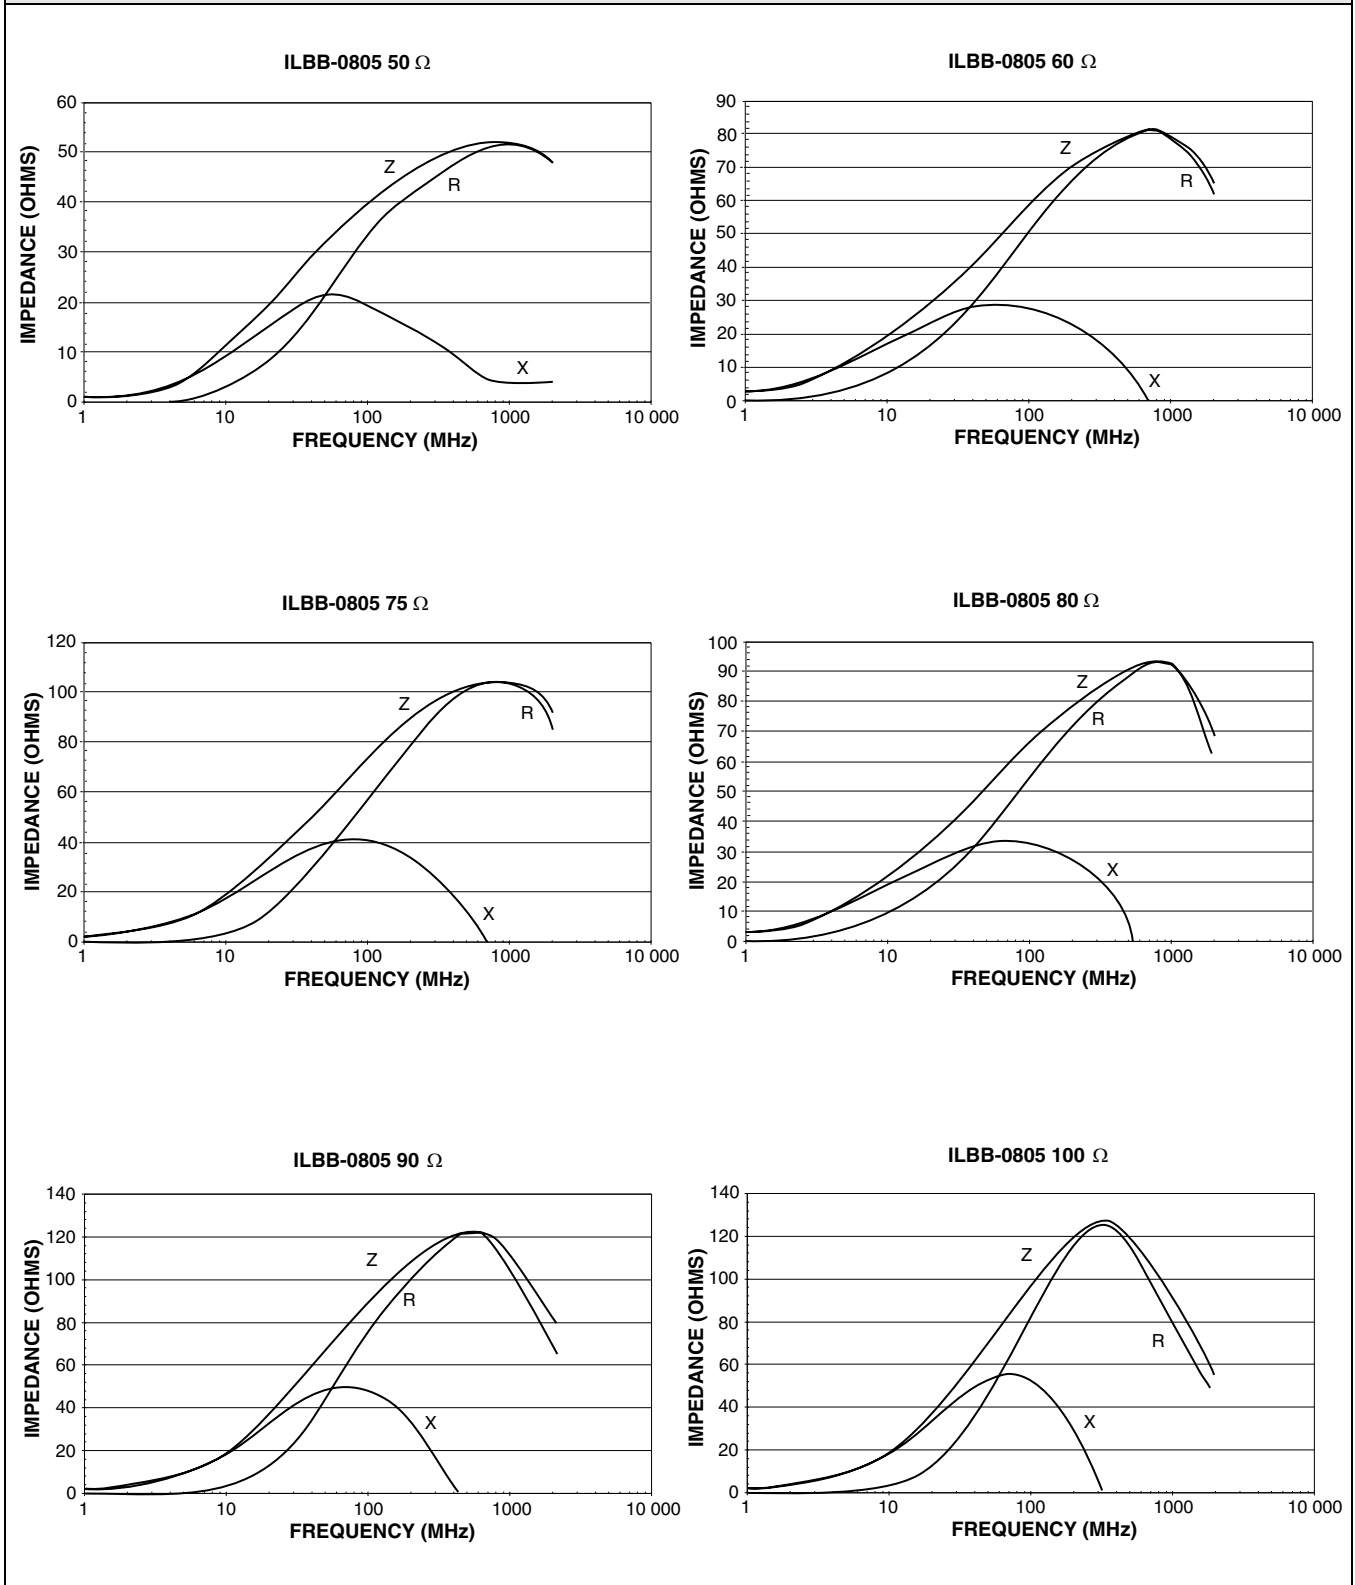 ILBB-0805 50 Ω
IMPEDANCE (OHMS)
60
50
40
30
20
10
0
Z
R
X
1
10
100
1000
10 000
FREQUENCY (MHz)
ILBB-0805 60 Ω
IMPEDANCE (OHMS)
90
80
70
60
50
40
30
20
10
0
Z
R
X
1
10
100
1000
10 000
FREQUENCY (MHz)
ILBB-0805 75 Ω
IMPEDANCE (OHMS)
120
100
80
60
40
20
0
Z
R
X
1
10
100
1000
10 000
FREQUENCY (MHz)
ILBB-0805 80 Ω
IMPEDANCE (OHMS)
100
90
80
70
60
50
40
30
20
10
0
Z
R
X
1
10
100
1000
10 000
FREQUENCY (MHz)
ILBB-0805 90 Ω
IMPEDANCE (OHMS)
140
120
100
80
60
40
20
0
Z
R
X
1
10
100
1000
10 000
FREQUENCY (MHz)
ILBB-0805 100 Ω
IMPEDANCE (OHMS)
140
120
100
80
60
40
20
0
Z
R
X
1
10
100
1000
10 000
FREQUENCY (MHz)